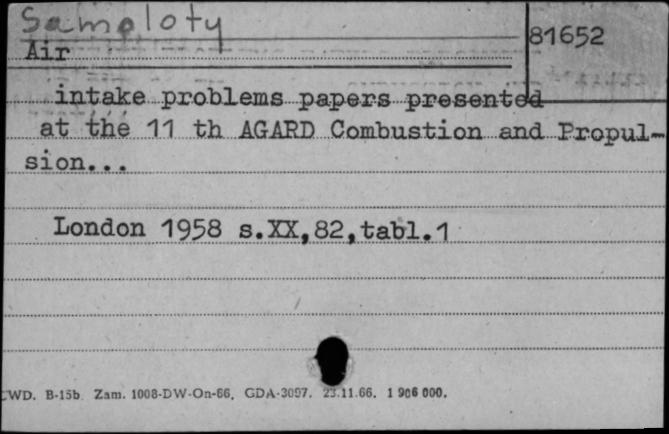 Samoloty
81652
Air
intake problems papers presented
at the 11 th AGARD Combustion and Propul-
sion...
London 1958 s.XX,82,tabl.1
CWD. B-15b. Zam. 1008-DW-On-66. GDA-3097. 23.11.66. 1 906 000.